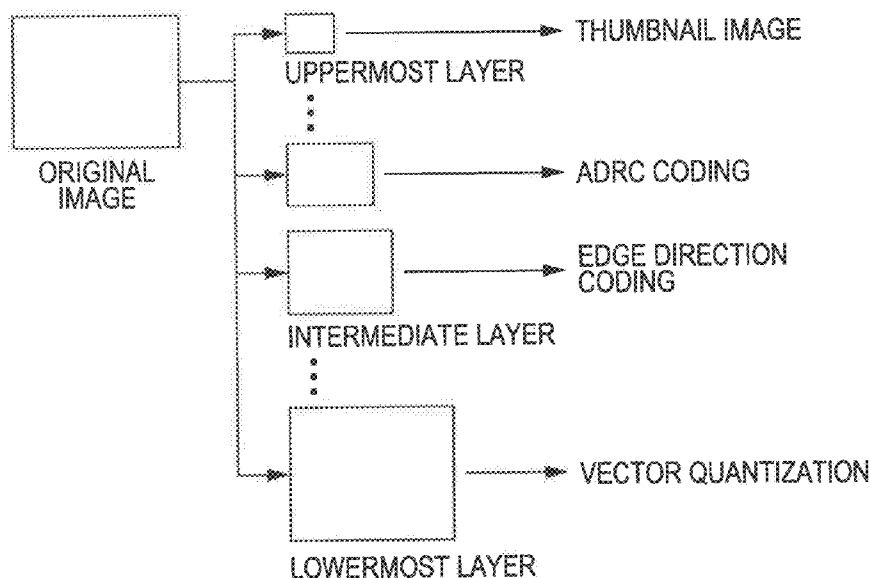 THUMBNAIL IMAGE
UPPERMOST LAYER
ORIGINAL
IMAGE
ADRC CODING
EDGE DIRECTION
CODING
INTERMEDIATE LAYER
VECTOR QUANTIZATION
LOWERMOST LAYER